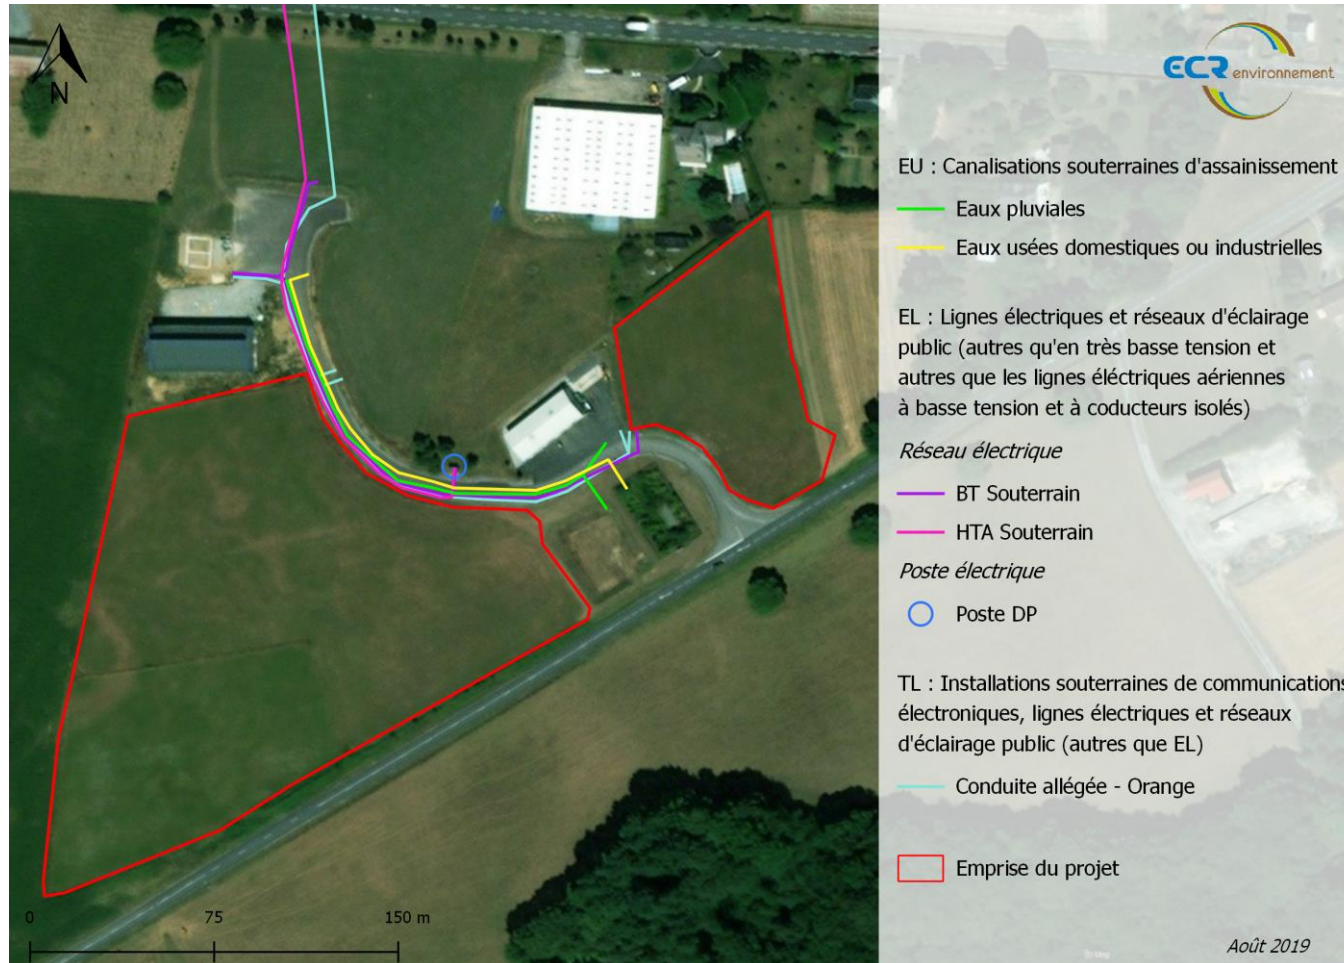 N
ECR environnement
EU : Canalisations souterraines d'assainissement
Eaux pluviales
Eaux usées domestiques ou industrielles
EL : Lignes électriques et réseaux d'éclairage
public (autres qu'en très basse tension et
autres que les lignes éléctriques aériennes
à basse tension et à coducteurs isolés)
Réseau électrique
BT Souterrain
HTA Souterrain
Poste électrique
Poste DP
TL : Installations souterraines de communications
électroniques, lignes électriques et réseaux
d'éclairage public (autres que EL)
Conduite allégée - Orange
Emprise du projet
0 75 150 m
Août 2019